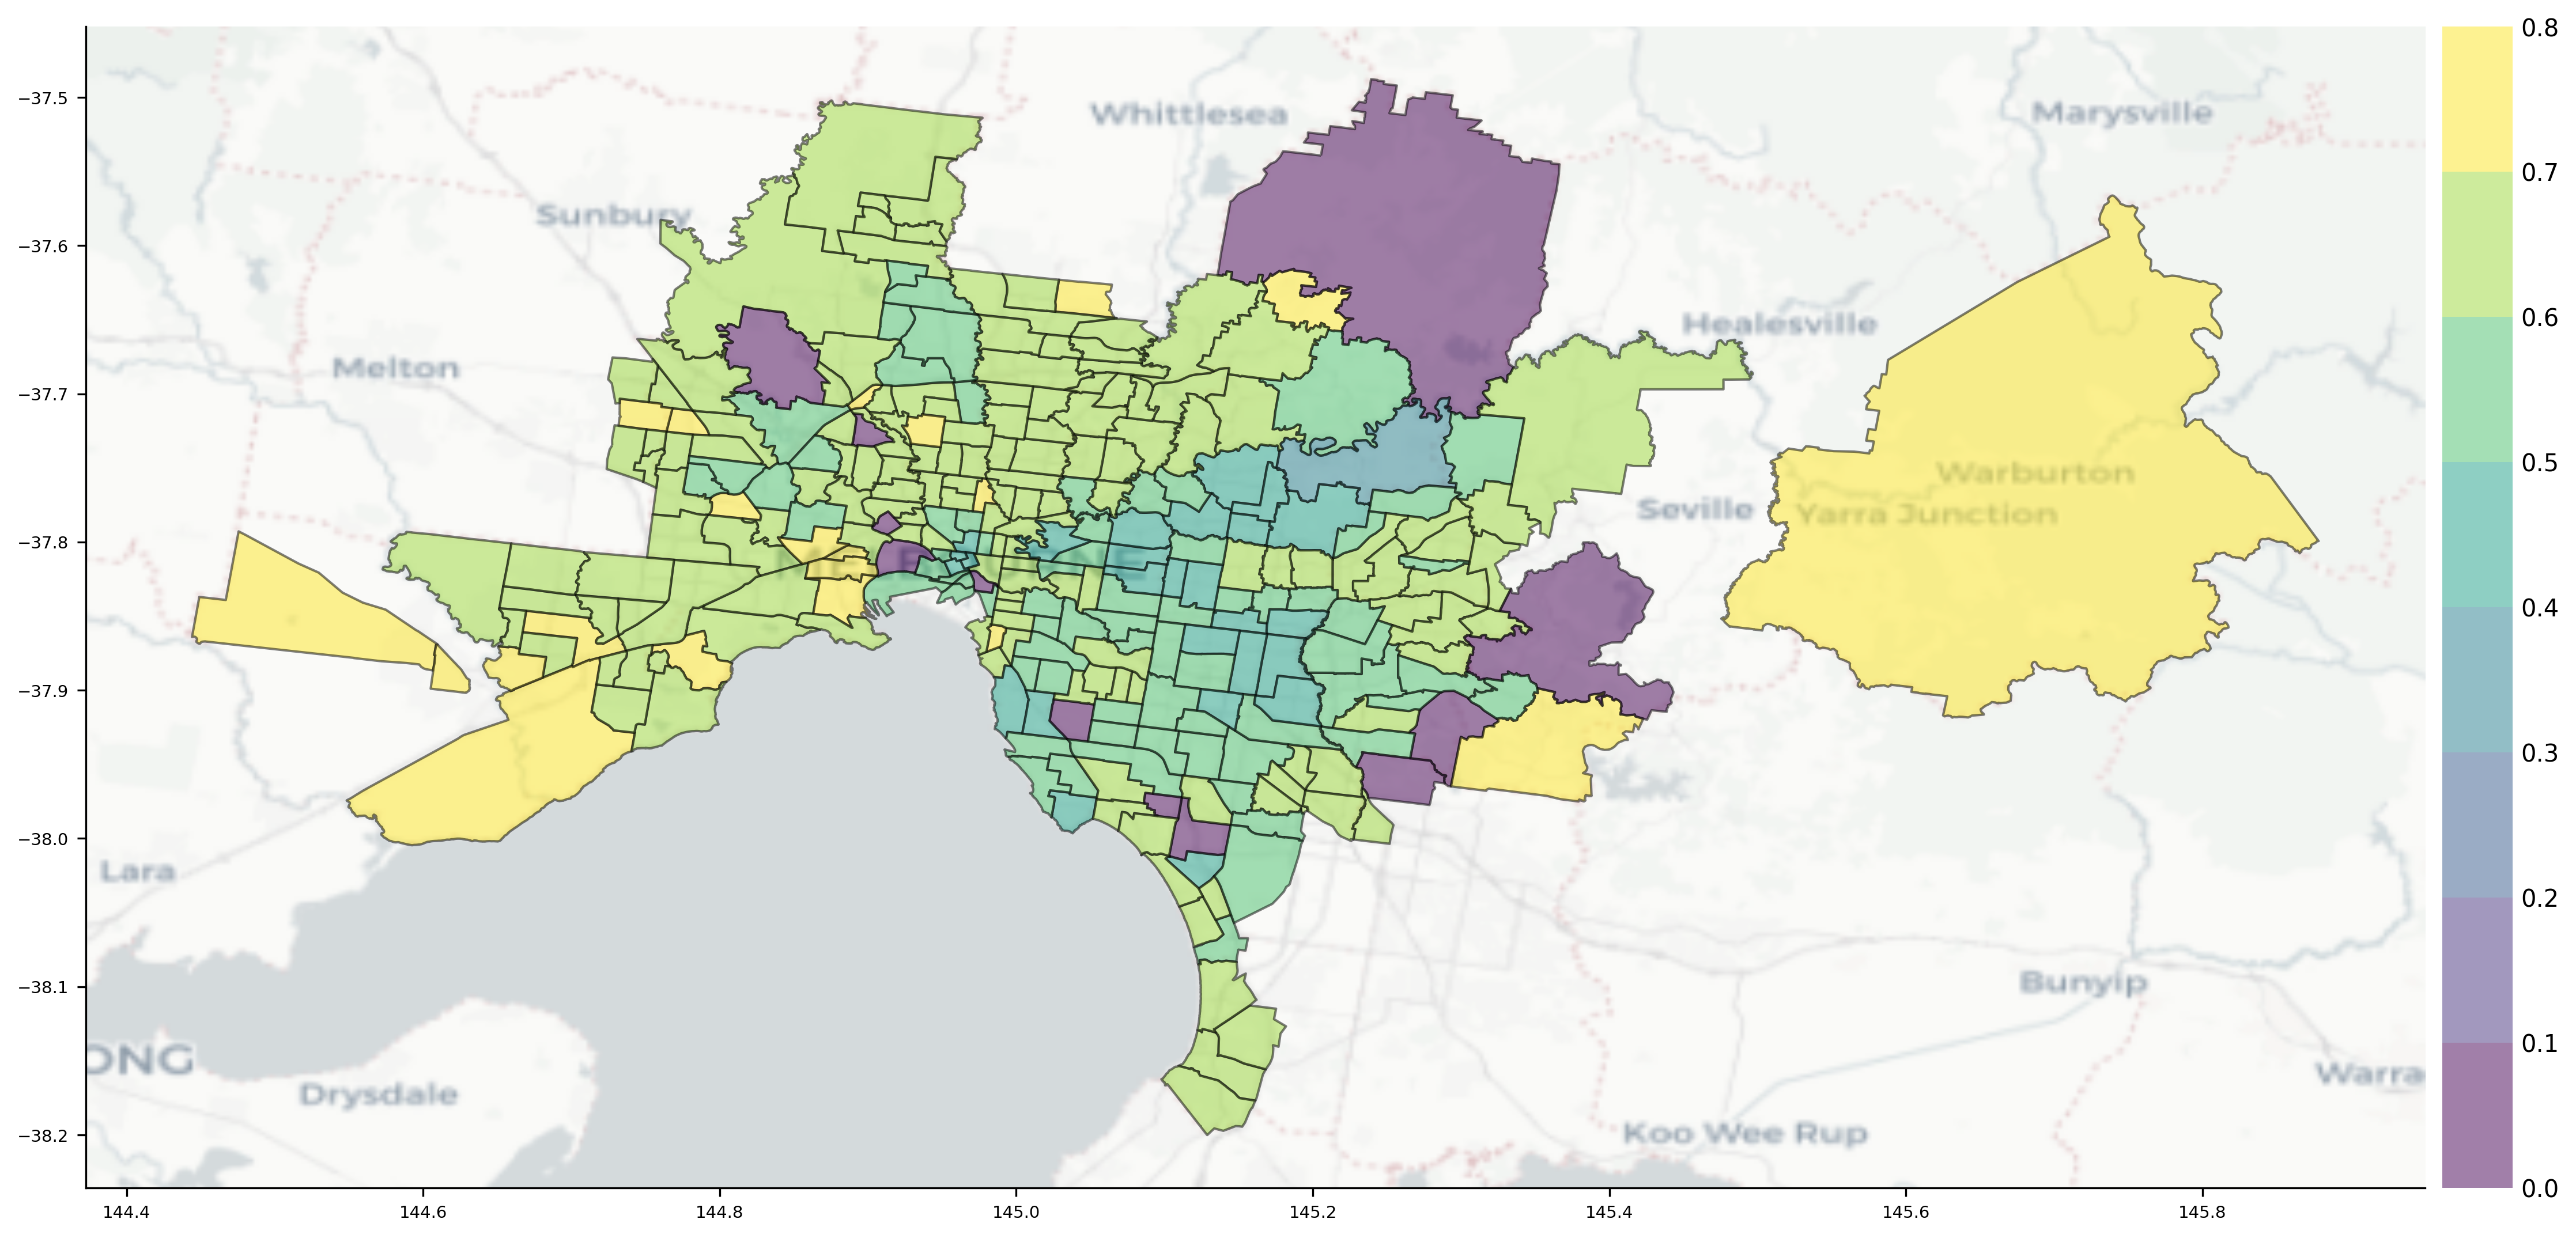 0.8
−37.5
Whittlesea
Marysville
0.7
Sunbury
−37.6
0.6
Healesville
Melton
−37.7
0.5
Warburton
Seville
Yarra Junction
−37.8
MELBOURNE
0.4
−37.9
0.3
−38.0
Lara
0.2
−38.1
Bunyip
0.1
ONG
Drysdale
Warra
−38.2
Koo Wee Rup
0.0
144.4 144.6 144.8 145.0 145.2 145.4 145.6 145.8